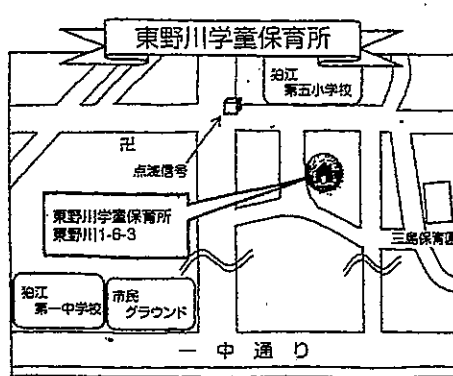 東野川学童保育所
狛江
第五小学校
卍
点滅信号
東野川学童保育所
東野川1-6-3
三島保育園
狛江
第一中学校
市民
グラウンド
一中通り